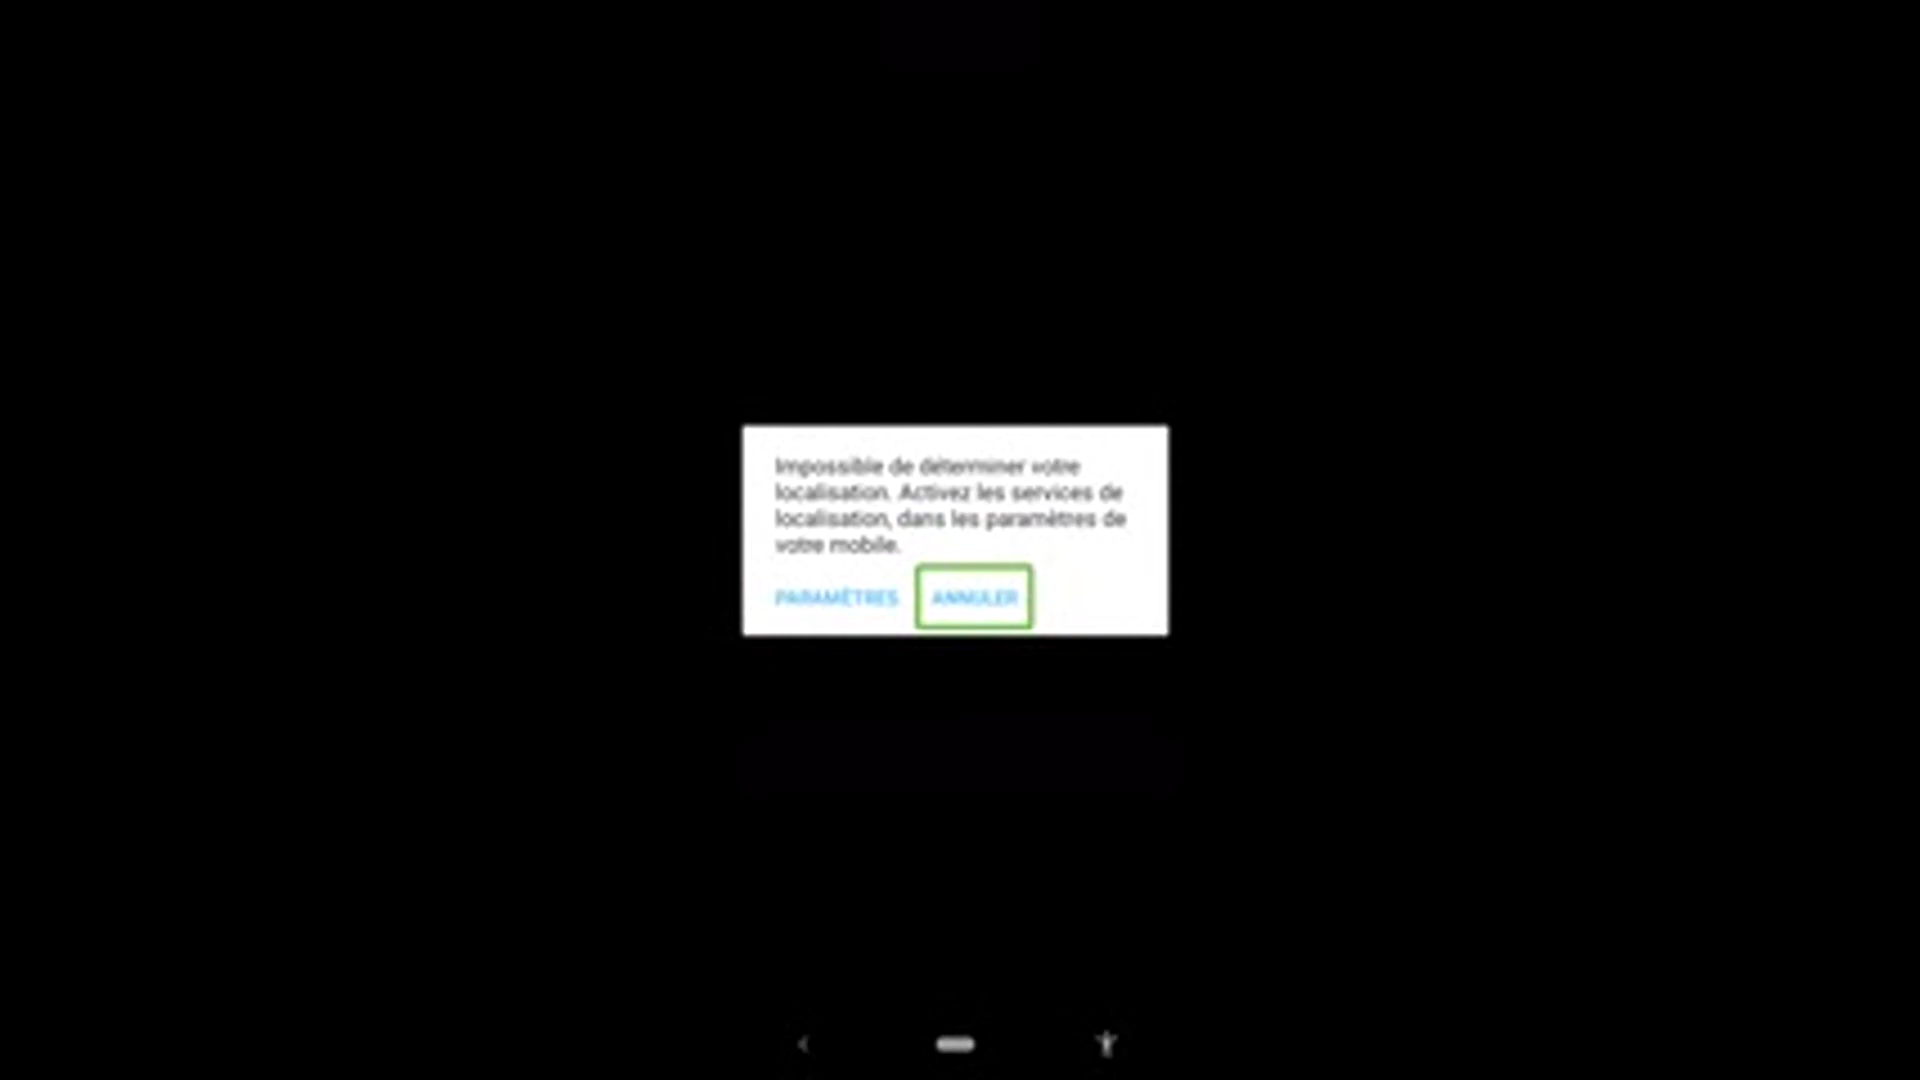 Impossible de déterminer votre
localisation. Activez les services de
localisation, dans les paramètres de
votre mobile.
PARAMÈTRES ANNULER